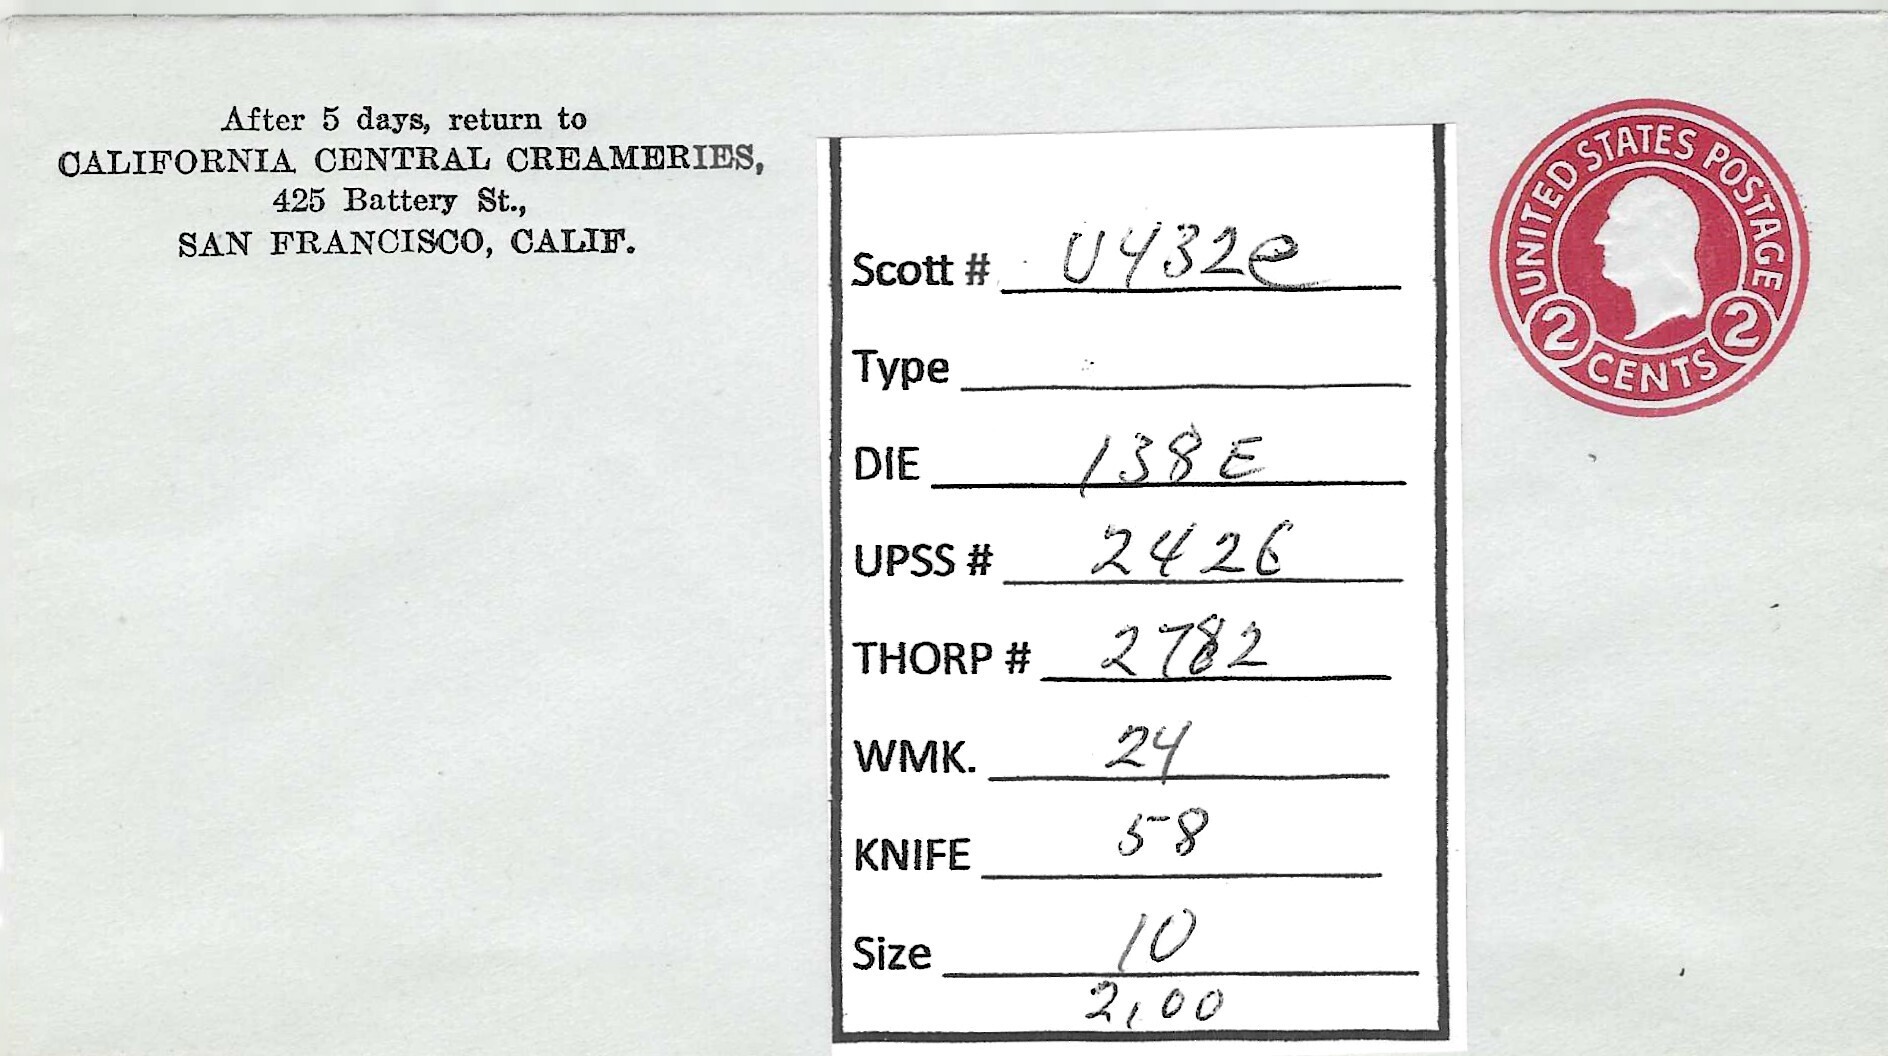 After 5 days, return to
CALIFORNIA CENTRAL CREAMERIES,
425 Battery St.,
SAN FRANCISCO, CALIF.
UNITED STATES POSTAGE
2 CENTS 2
Scott # U432e
Type
DIE 138E
UPSS # 2426
THORP # 2782
WMK. 24
KNIFE 58
Size 10
2,00